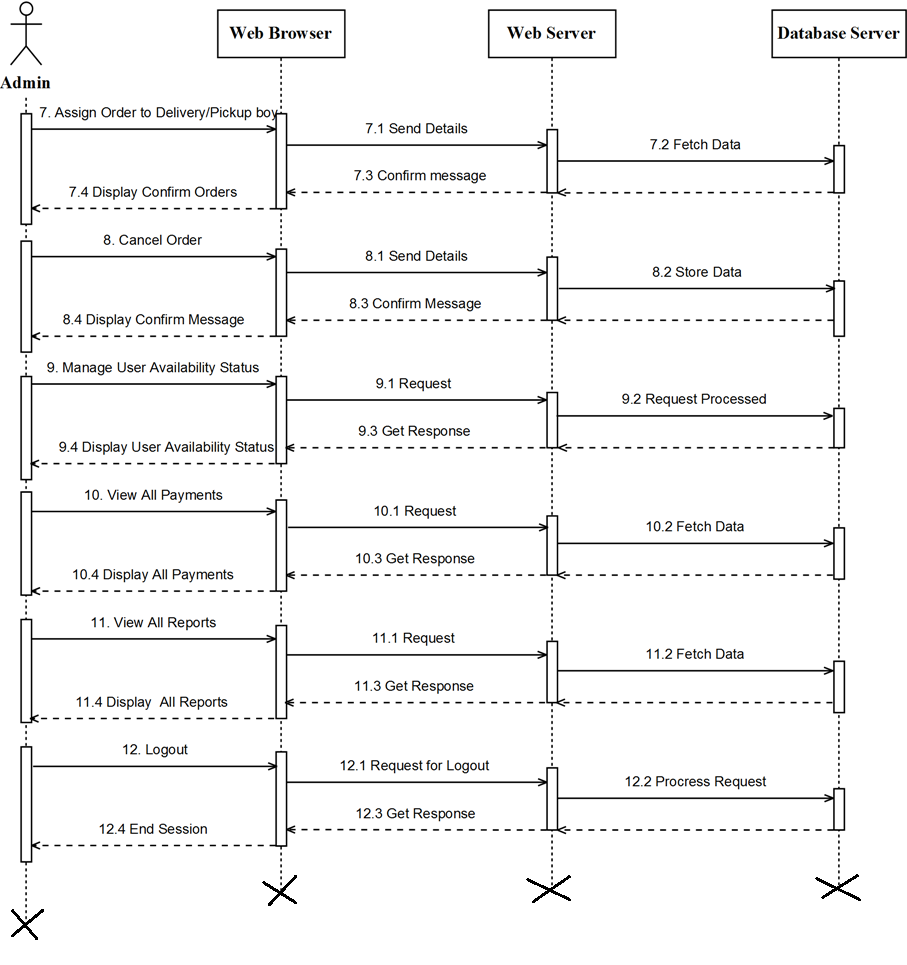 Web Browser
Web Server
Database Server
Admin
7. Assign Order to Delivery/Pickup boy
7.1 Send Details
7.2 Fetch Data
7.3 Confirm message
7.4 Display Confirm Orders
8. Cancel Order
8.1 Send Details
8.2 Store Data
8.3 Confirm Message
8.4 Display Confirm Message
9. Manage User Availability Status
9.1 Request
9.2 Request Processed
9.3 Get Response
9.4 Display User Availability Status
10. View All Payments
10.1 Request
10.2 Fetch Data
10.3 Get Response
10.4 Display All Payments
11. View All Reports
11.1 Request
11.2 Fetch Data
11.3 Get Response
11.4 Display  All Reports
12. Logout
12.1 Request for Logout
12.2 Procress Request
12.3 Get Response
12.4 End Session